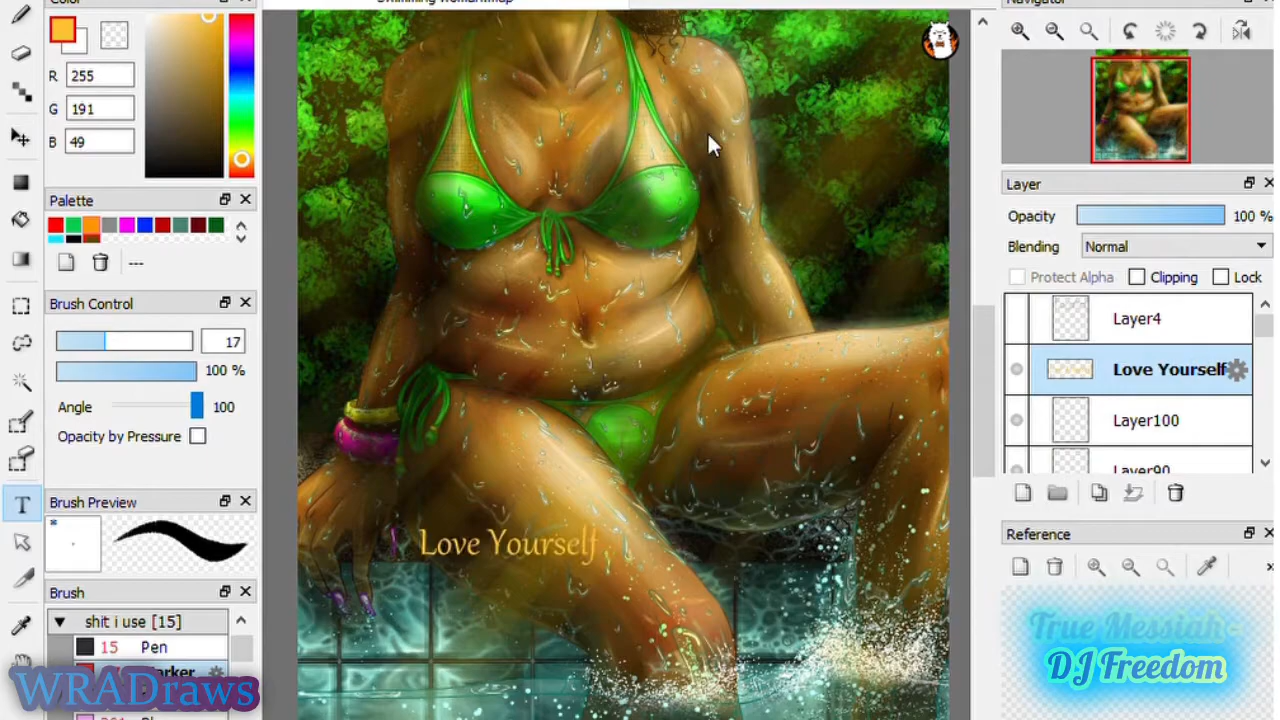 Color
Navigator
R 255
G 191
B 49
Palette
---
Brush Control
17
100 %
Angle 100
Opacity by Pressure
Brush Preview
T
Brush
shit i use [15]
15 Pen
WRADraws
Love Yourself
Layer
Opacity 100 %
Blending Normal
Protect Alpha Clipping Lock
Layer4
Love Yourself
Layer100
Layer90
Reference
True Messiah-
DJ Freedom